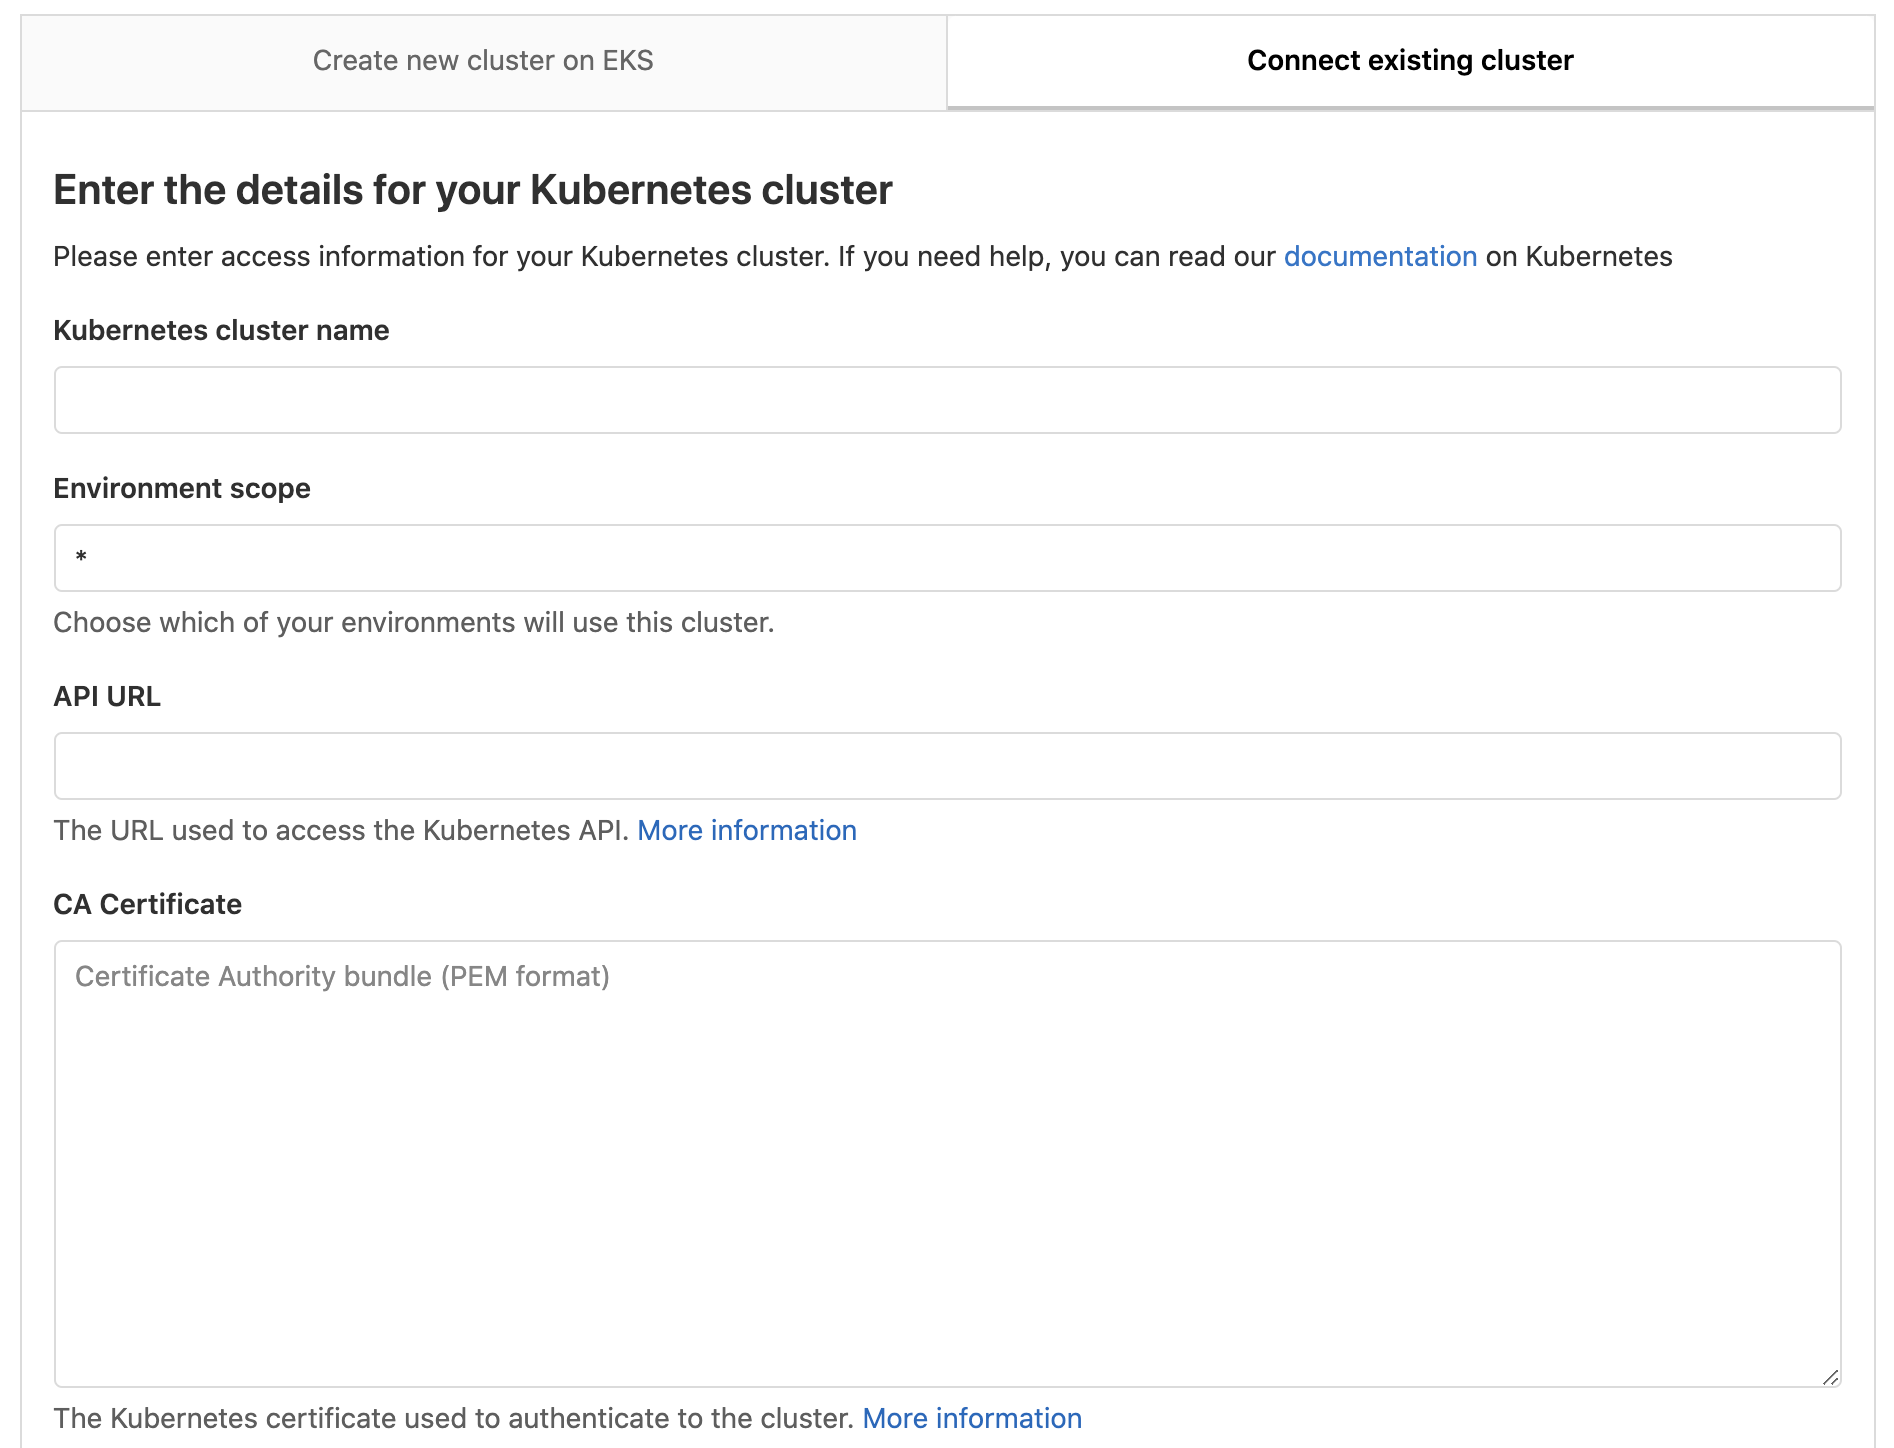 Create new cluster on EKS
Connect existing cluster
Enter the details for your Kubernetes cluster
Please enter access information for your Kubernetes cluster. If you need help, you can read our documentation on Kubernetes
Kubernetes cluster name
Environment scope
*
Choose which of your environments will use this cluster.
API URL
The URL used to access the Kubernetes API. More information
CA Certificate
Certificate Authority bundle (PEM format)
The Kubernetes certificate used to authenticate to the cluster. More information